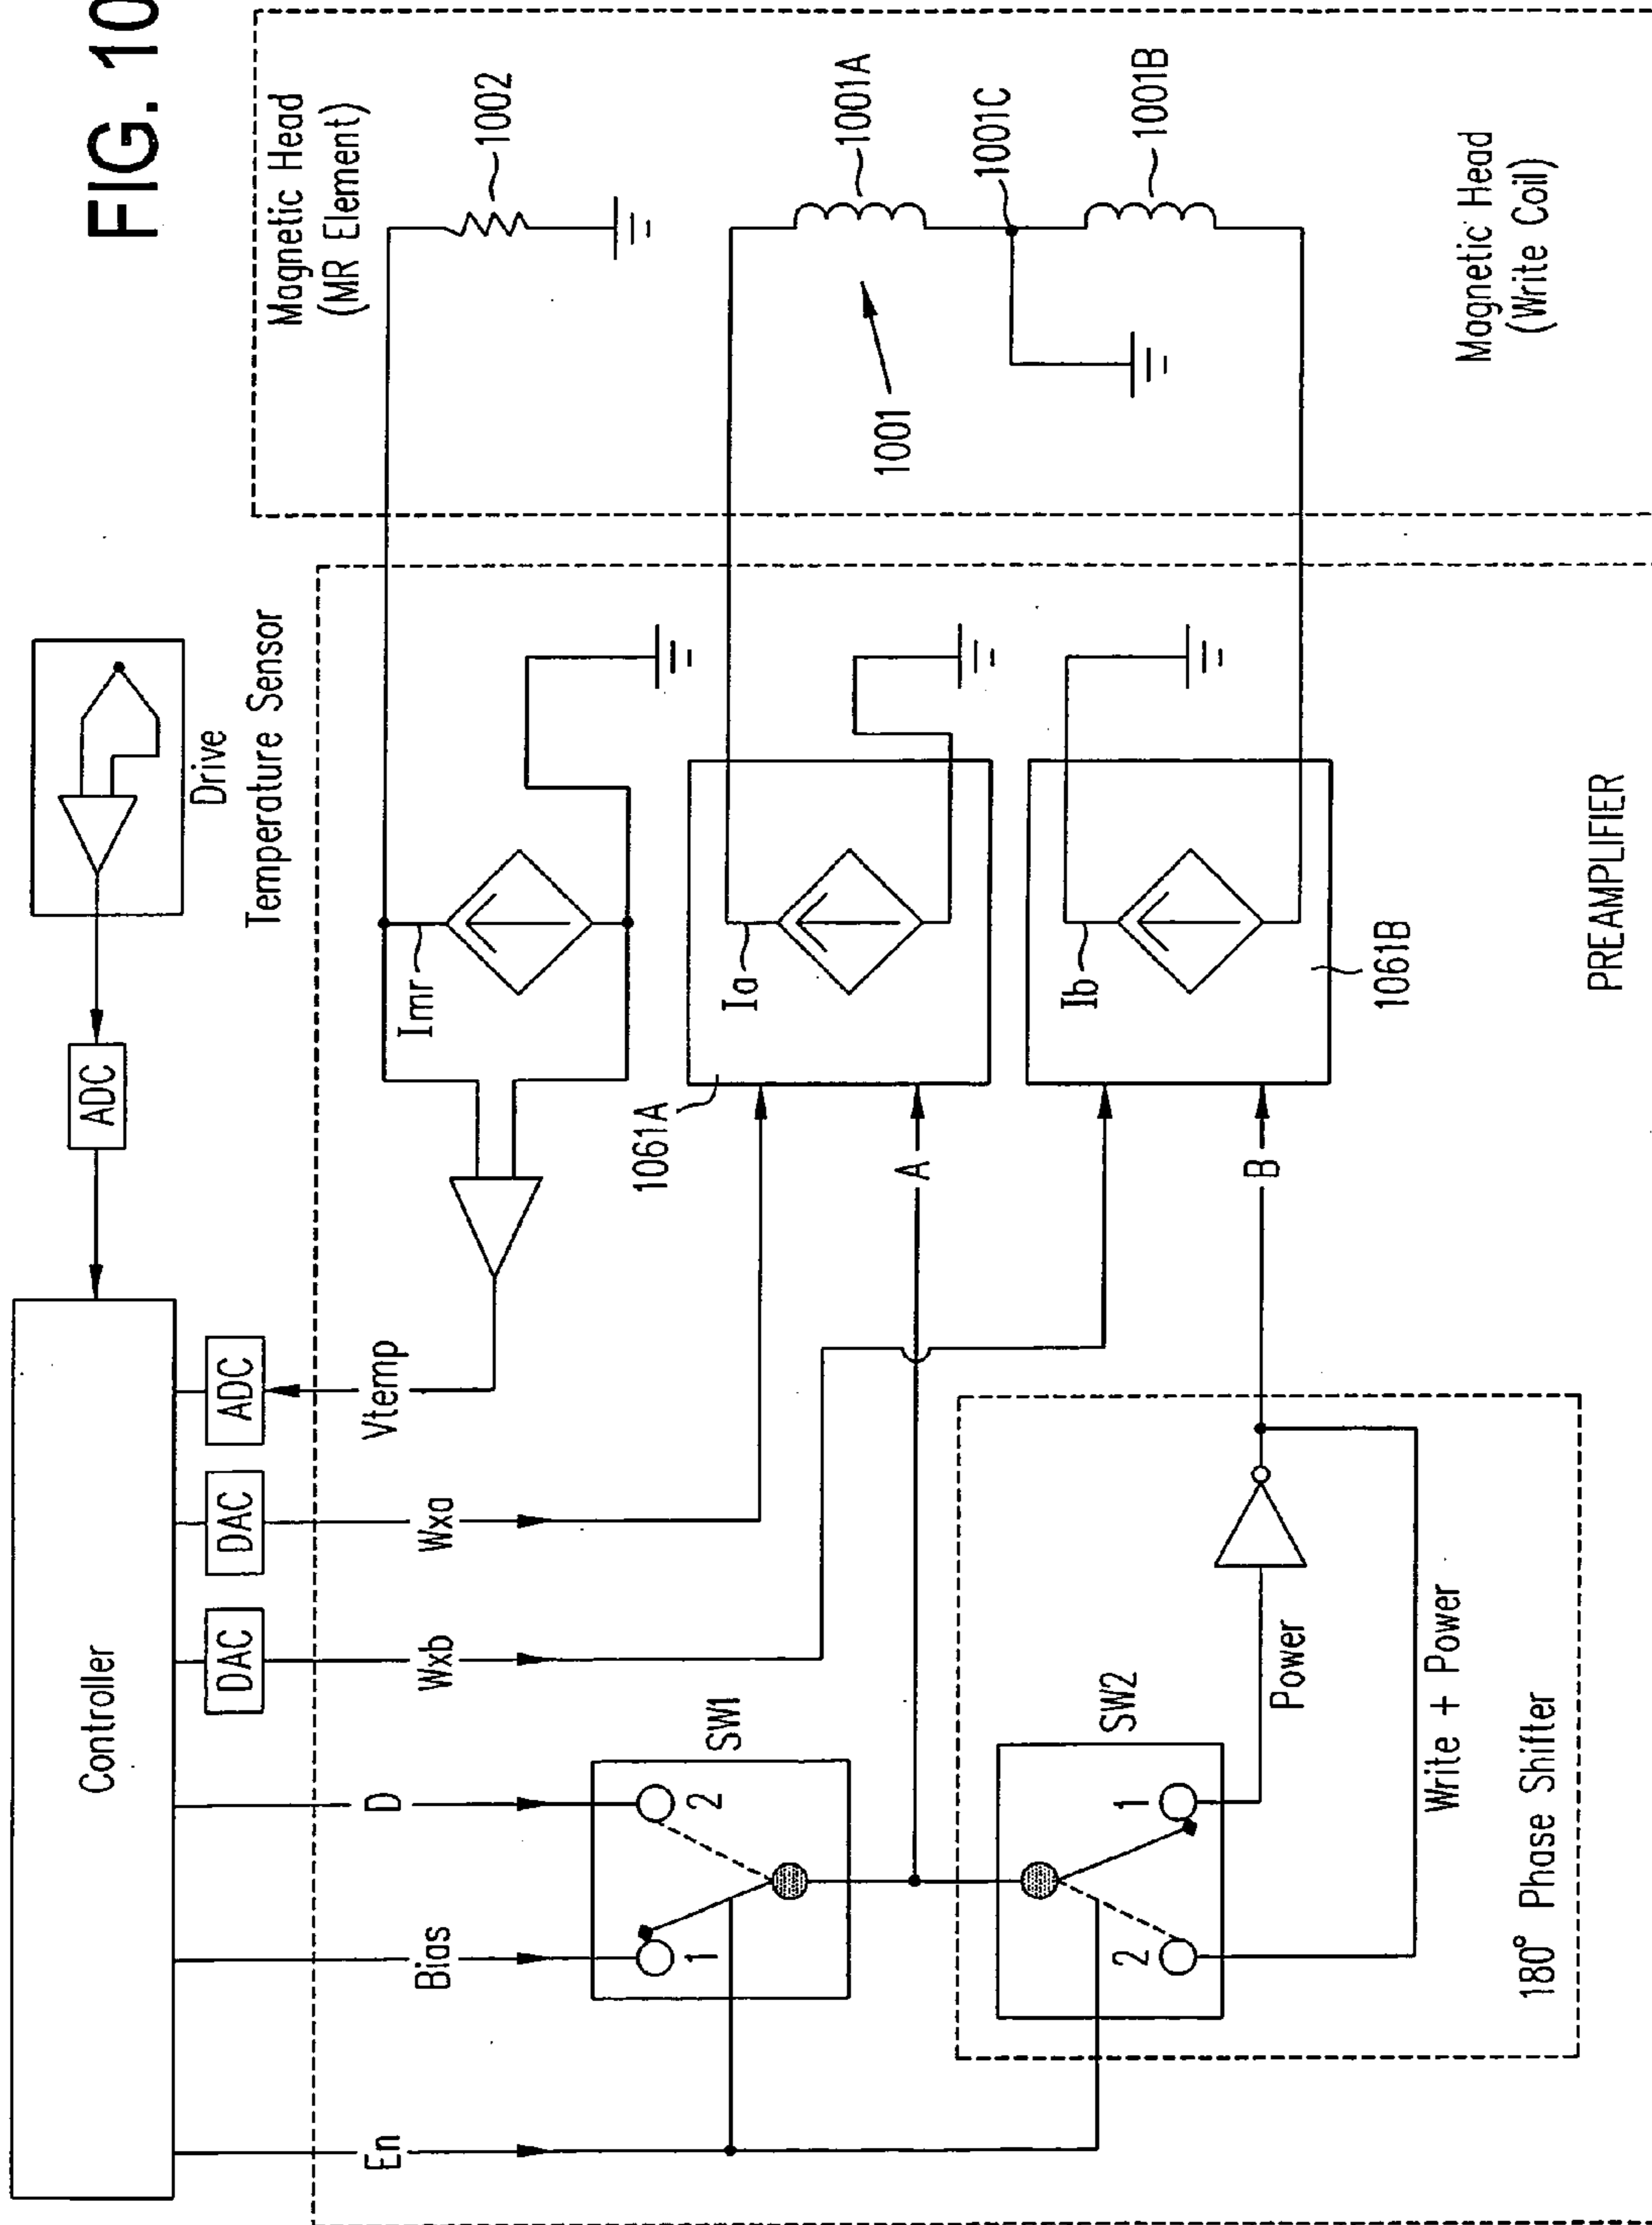 FIG. 10
Controller
ADC
Drive
Temperature Sensor
DAC
DAC
ADC
En
Bias
D
Wxb
Wxa
Vtemp
Imr
Magnetic Head
(MR Element)
1002
SW1
1
2
1061A
Ia
1001
1001A
1001C
1001B
A
SW2
2
1
Power
Write + Power
180° Phase Shifter
B
Ib
1061B
PREAMPLIFIER
Magnetic Head
(Write Coil)